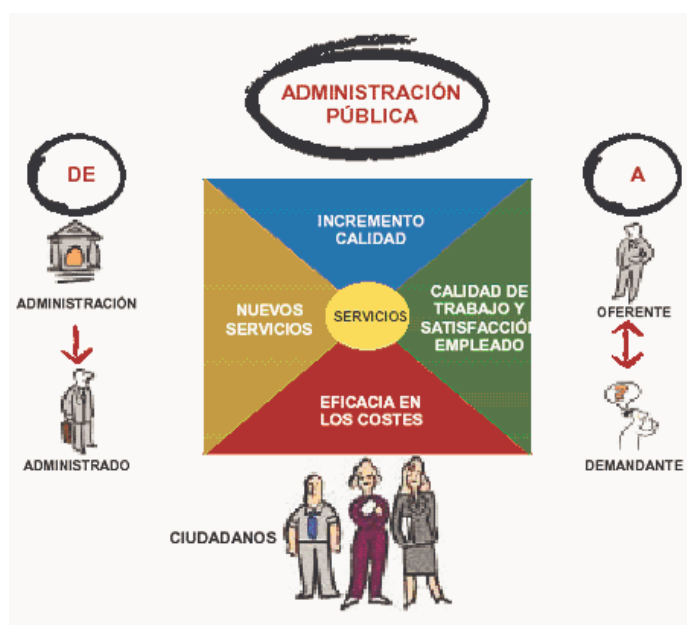 ADMINISTRACIÓN
PÚBLICA
DE
A
INCREMENTO
CALIDAD
ADMINISTRACIÓN
NUEVOS
SERVICIOS
SERVICIOS
CALIDAD DE
TRABAJO Y
SATISFACCIÓN
EMPLEADO
OFERENTE
EFICACIA EN
LOS COSTES
ADMINISTRADO
DEMANDANTE
CIUDADANOS